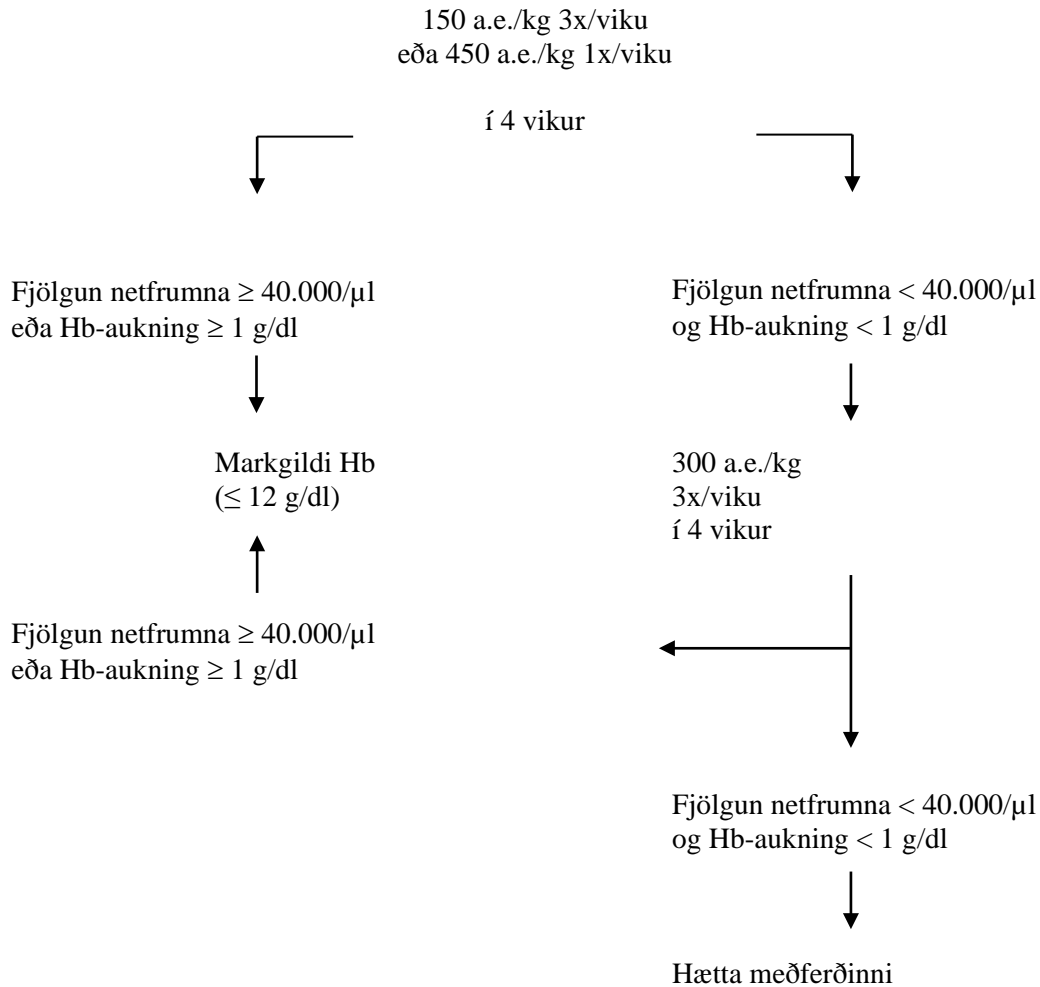 150 a.e./kg 3x/viku
eða 450 a.e./kg 1x/viku
í 4 vikur
Fjölgun netfrumna ≥ 40.000/µl
eða Hb-aukning ≥ 1 g/dl
Fjölgun netfrumna < 40.000/µl
og Hb-aukning < 1 g/dl
Markgildi Hb
(≤ 12 g/dl)
300 a.e./kg
3x/viku
í 4 vikur
Fjölgun netfrumna ≥ 40.000/µl
eða Hb-aukning ≥ 1 g/dl
Fjölgun netfrumna < 40.000/µl
og Hb-aukning < 1 g/dl
Hætta meðferðinni